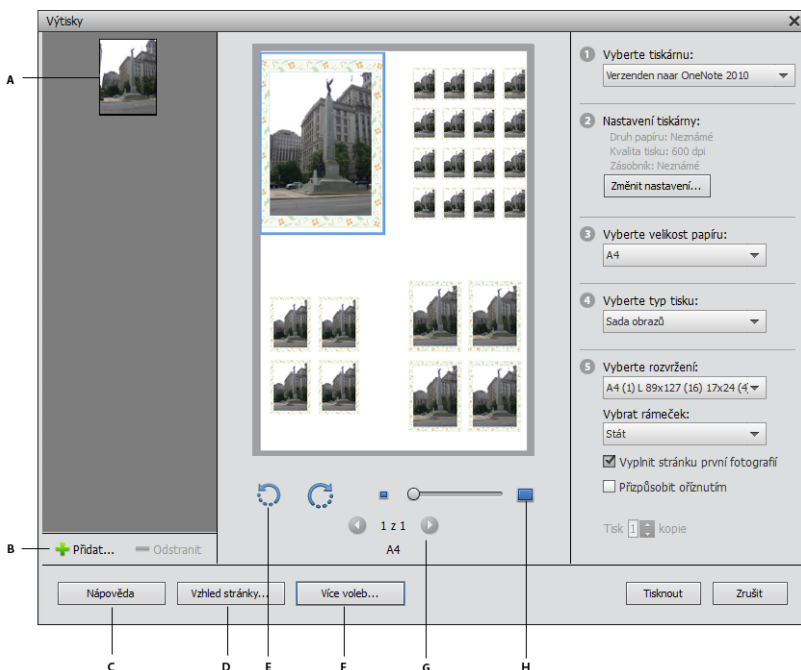 Výtisky
A
1 Vyberte tiskárnu:
Verzenden naar OneNote 2010
2 Nastavení tiskárny:
Druh papíru: Neznámé
Kvalita tisku: 600 dpi
Zásobník: Neznámé
Změnit nastavení...
3 Vyberte velikost papíru:
A4
4 Vyberte typ tisku:
Sada obrazů
5 Vyberte rozvržení:
A4 (1) L 89x127 (16) 17x24 (4)
Vybrat rámeček:
Stát
Vyplnit stránku první fotografií
Přizpůsobit oříznutím
Tisk 1 kopie
1 z 1
A4
B
Přidat...
Odstranit
Nápověda
Vzhled stránky...
Více voleb...
Tisknout
Zrušit
C
D
E
F
G
H